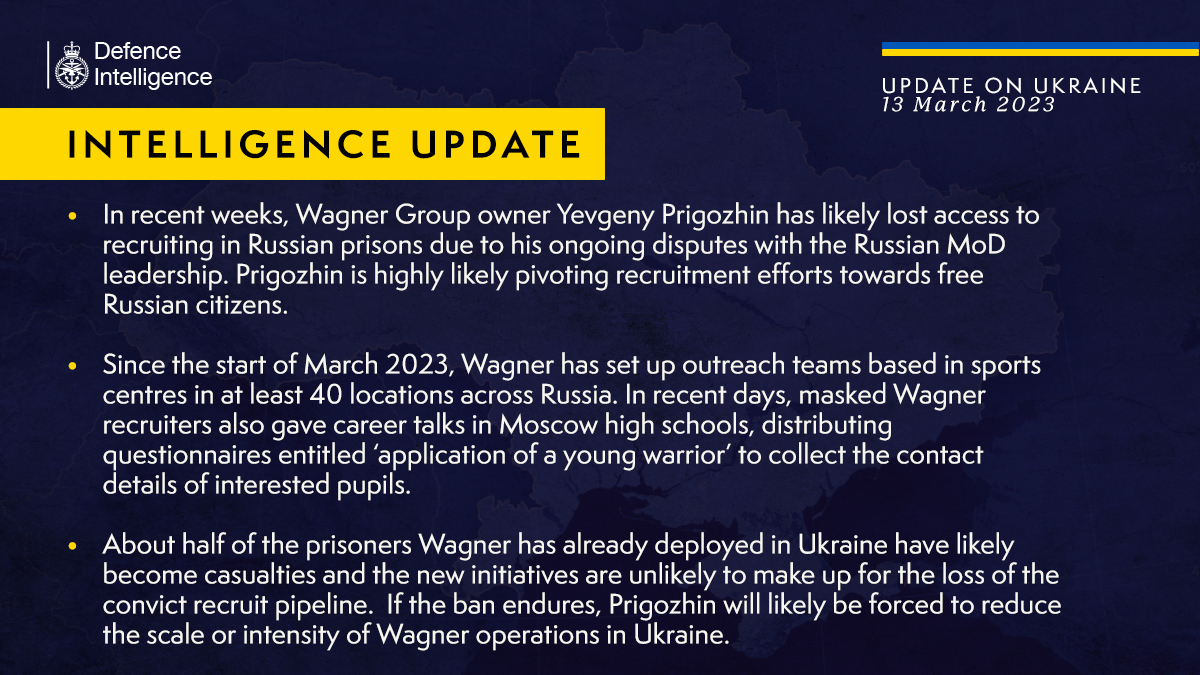 Defence
Intelligence
UPDATE ON UKRAINE
13 March 2023
INTELLIGENCE UPDATE
• In recent weeks, Wagner Group owner Yevgeny Prigozhin has likely lost access to
recruiting in Russian prisons due to his ongoing disputes with the Russian MoD
leadership. Prigozhin is highly likely pivoting recruitment efforts towards free
Russian citizens.
• Since the start of March 2023, Wagner has set up outreach teams based in sports
centres in at least 40 locations across Russia. In recent days, masked Wagner
recruiters also gave career talks in Moscow high schools, distributing
questionnaires entitled ‘application of a young warrior’ to collect the contact
details of interested pupils.
• About half of the prisoners Wagner has already deployed in Ukraine have likely
become casualties and the new initiatives are unlikely to make up for the loss of the
convict recruit pipeline.  If the ban endures, Prigozhin will likely be forced to reduce
the scale or intensity of Wagner operations in Ukraine.